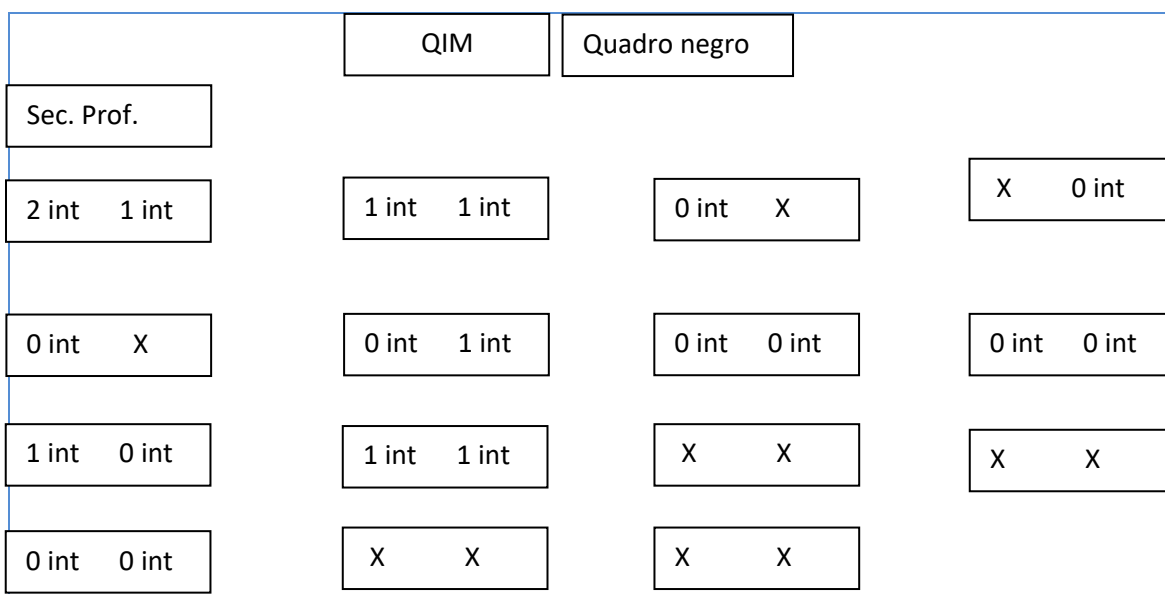 QIM Quadro negro
Sec. Prof.
2 int 1 int 1 int 1 int 0 int X X 0 int
0 int X 0 int 1 int 0 int 0 int 0 int 0 int
1 int 0 int 1 int 1 int X X X X
0 int 0 int X X X X